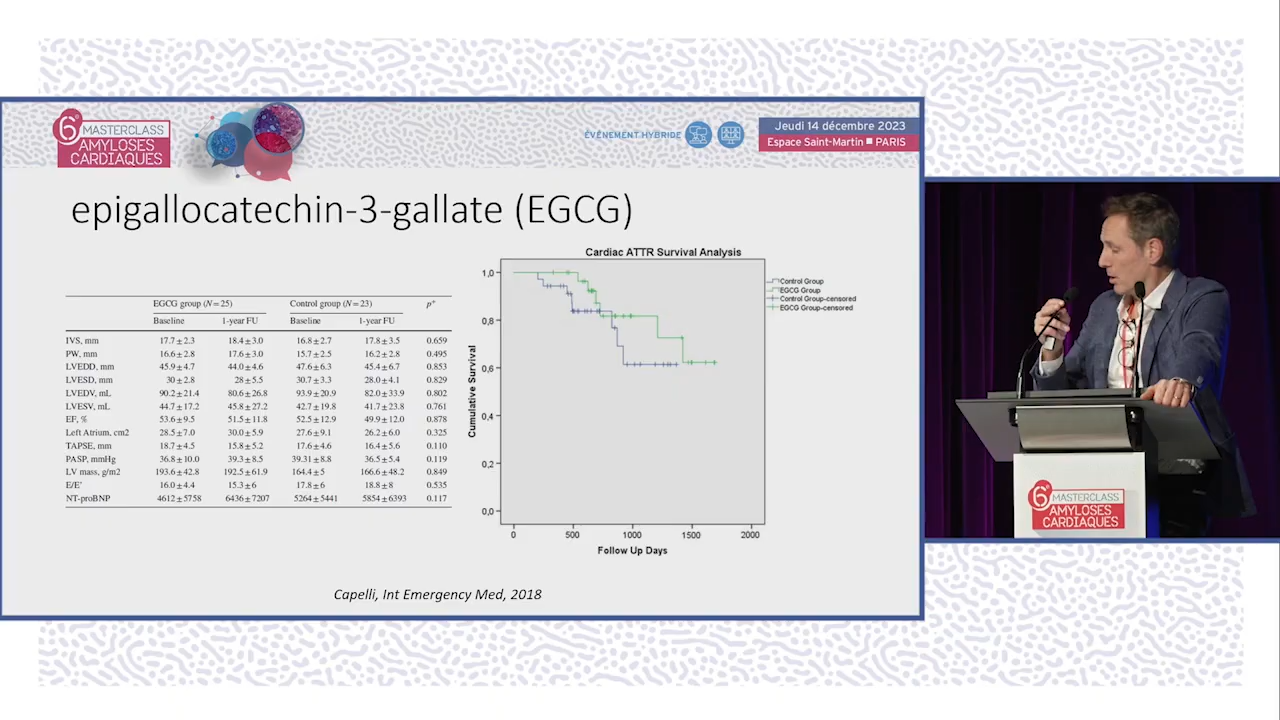 6e MASTERCLASS
AMYLOSES
CARDIAQUES
ÉVÉNEMENT HYBRIDE
Jeudi 14 décembre 2023
Espace Saint-Martin ■ PARIS
epigallocatechin-3-gallate (EGCG)
EGCG group (N=25) Control group (N=23) p*
Baseline 1-year FU Baseline 1-year FU
IVS, mm 17.7±2.3 18.4±3.0 16.8±2.7 17.8±3.5 0.659
PW, mm 16.6±2.8 17.6±3.0 15.7±2.5 16.2±2.8 0.495
LVEDD, mm 45.9±4.7 44.0±4.6 47.6±6.3 45.4±6.7 0.853
LVESD, mm 30±2.8 28±5.5 30.7±3.3 28.0±4.1 0.829
LVEDV, mL 90.2±21.4 80.6±26.8 93.9±20.9 82.0±33.9 0.802
LVESV, mL 44.7±17.2 45.8±27.2 42.7±19.8 41.7±23.8 0.761
EF, % 53.6±9.5 51.5±11.8 52.5±12.9 49.9±12.0 0.878
Left Atrium, cm2 28.5±7.0 30.0±5.9 27.6±9.1 26.2±6.0 0.325
TAPSE, mm 18.7±4.5 15.8±5.2 17.6±4.6 16.4±5.6 0.110
PASP, mmHg 36.8±10.0 39.3±8.5 39.31±8.8 36.5±5.4 0.119
LV mass, g/m2 193.6±42.8 192.5±61.9 164.4±5 166.6±48.2 0.849
E/E' 16.0±4.4 15.3±6 17.8±6 18.8±8 0.535
NT-proBNP 4612±5758 6436±7207 5264±5441 5854±6393 0.117
Cardiac ATTR Survival Analysis
Cumulative Survival
1,0
0,8
0,6
0,4
0,2
0,0
0 500 1000 1500 2000
Follow Up Days
Control Group
EGCG Group
Control Group-censored
EGCG Group-censored
Capelli, Int Emergency Med, 2018
6e MASTERCLASS
AMYLOSES
CARDIAQUES